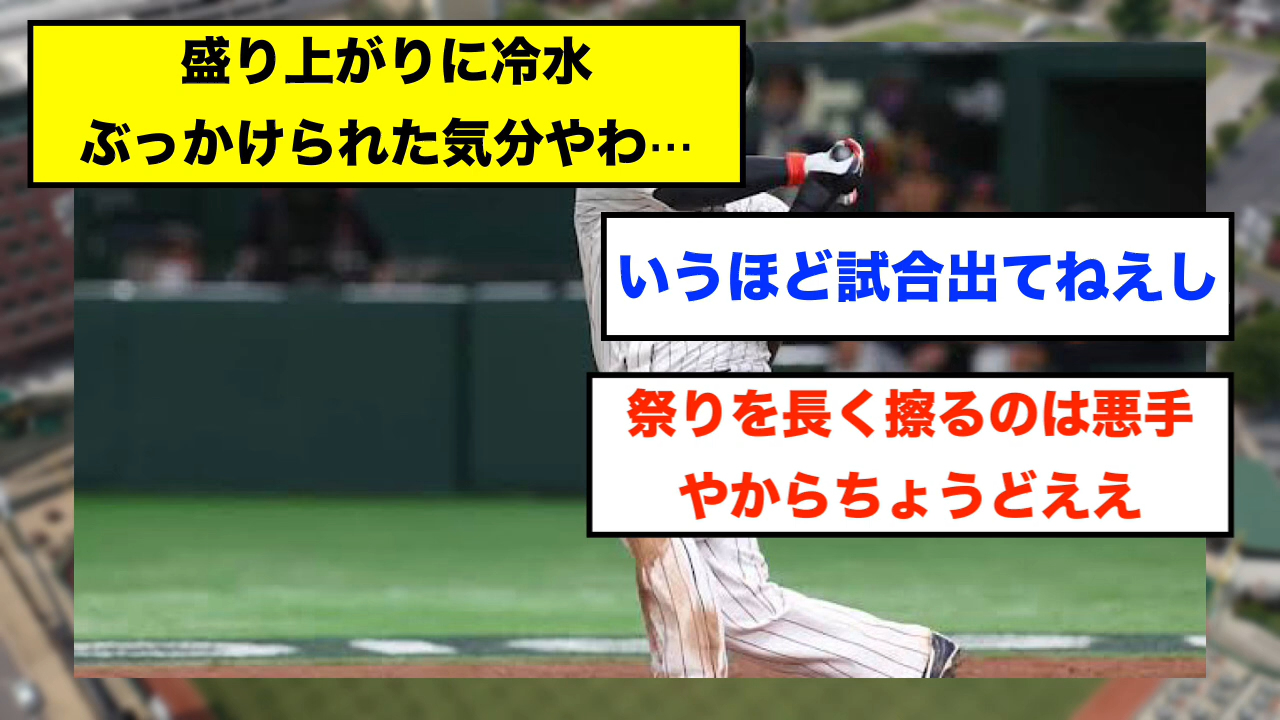 盛り上がりに冷水
ぶっかけられた気分やわ…
いうほど試合出てねえし
祭りを長く擦るのは悪手
やからちょうどええ